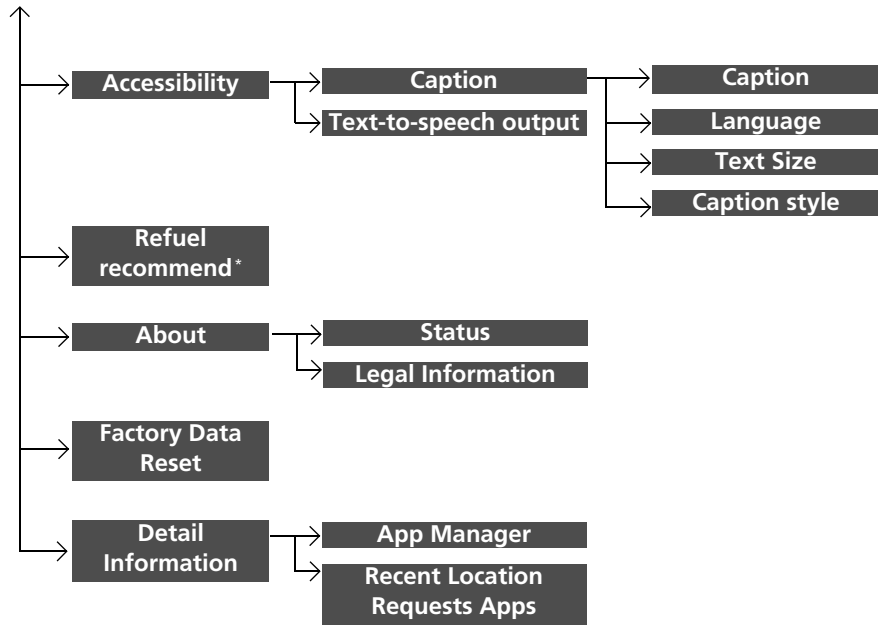 Accessibility
Caption
Text-to-speech output
Caption
Language
Text Size
Caption style
Refuel
recommend*
About
Status
Legal Information
Factory Data
Reset
Detail
Information
App Manager
Recent Location
Requests Apps